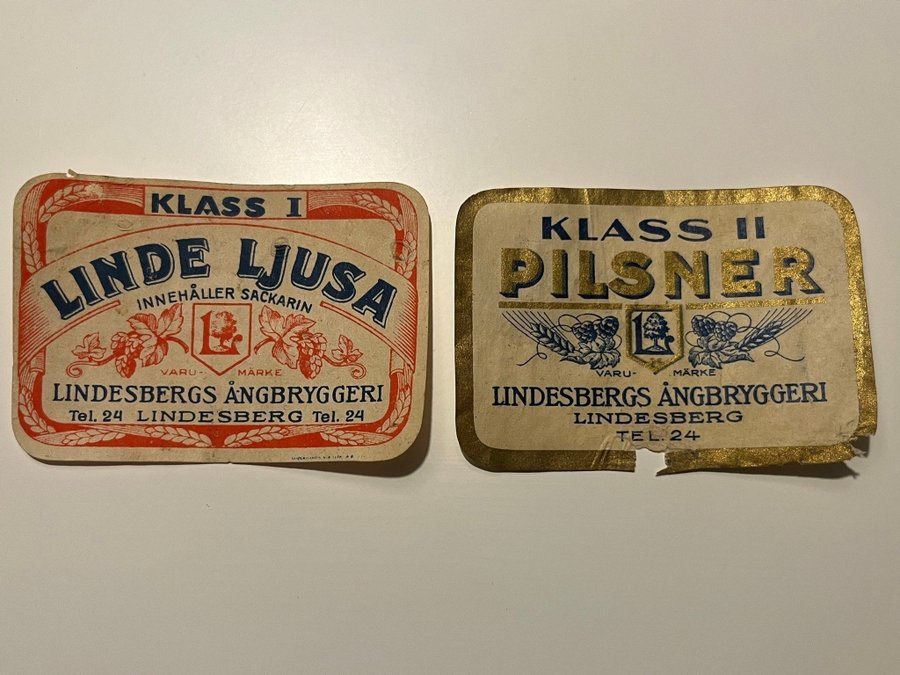 KLASS I
LINDE LJUSA
INNEHÅLLER SACKARIN
L
VARU- MÄRKE
LINDESBERGS ÅNGBRYGGERI
Tel. 24 LINDESBERG Tel. 24
KLASS II
PILSNER
L
VARU- MÄRKE
LINDESBERGS ÅNGBRYGGERI
LINDESBERG
TEL. 24